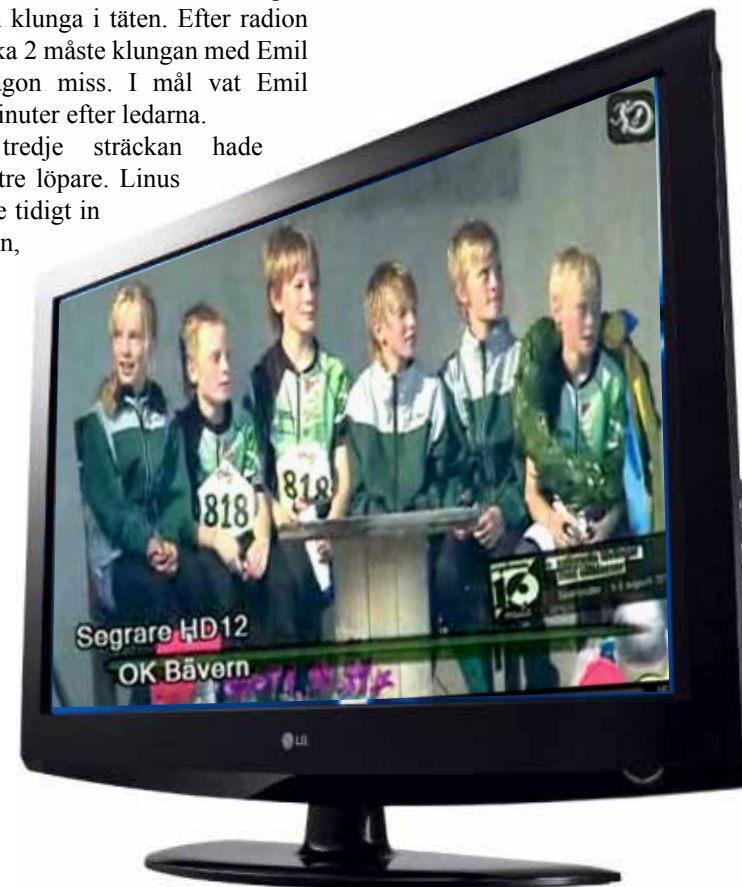 klunga i täten. Efter radion
ka 2 måste klungan med Emil
gon miss. I mål vat Emil
inuter efter ledarna.
tredje sträckan hade
tre löpare. Linus
e tidigt in
n,
818
818
16
Segrare HD12
OK Bävern
LG